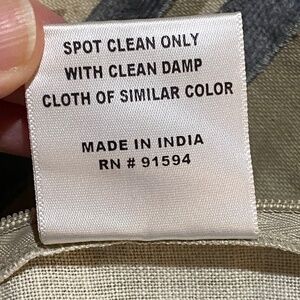 SPOT CLEAN ONLY
WITH CLEAN DAMP
CLOTH OF SIMILAR COLOR
MADE IN INDIA
RN # 91594